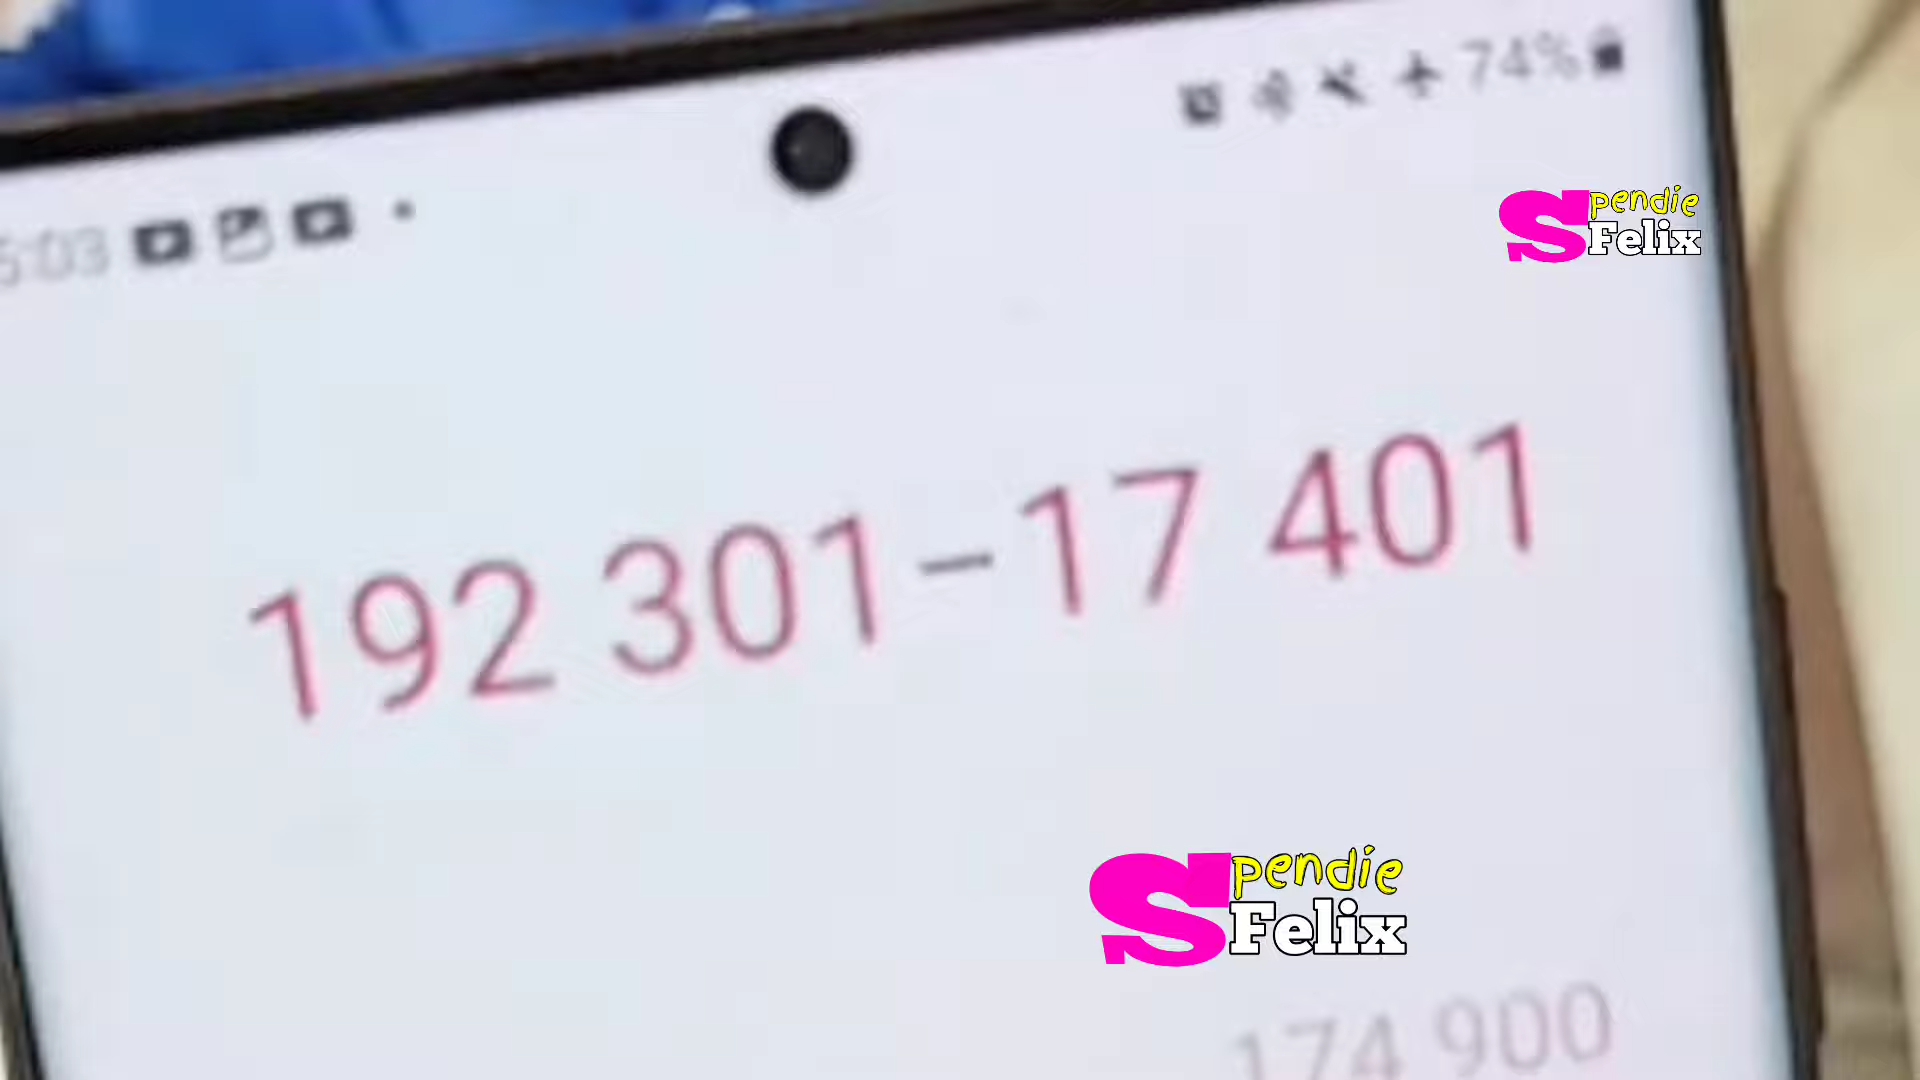 74%
5:03
Spendie
Felix
192 301–17 401
Spendie
Felix
174 900